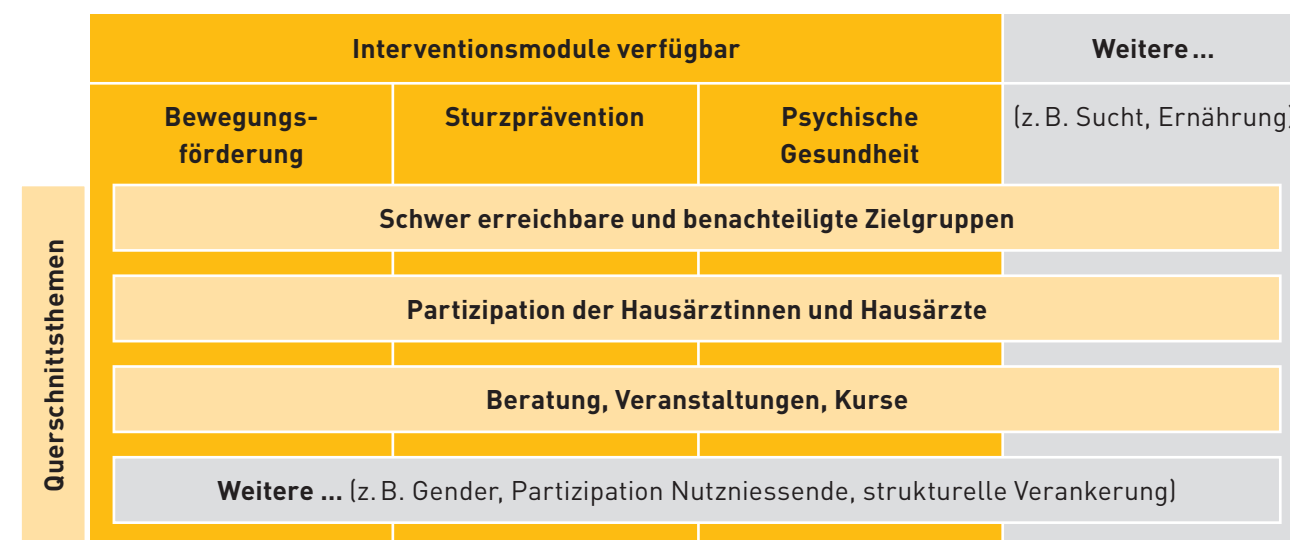 Interventionsmodule verfügbar
Weitere ...
Bewegungs-
förderung
Sturzprävention
Psychische
Gesundheit
(z. B. Sucht, Ernährung)
Querschnittsthemen
Schwer erreichbare und benachteiligte Zielgruppen
Partizipation der Hausärztinnen und Hausärzte
Beratung, Veranstaltungen, Kurse
Weitere ... (z. B. Gender, Partizipation Nutzniessende, strukturelle Verankerung)